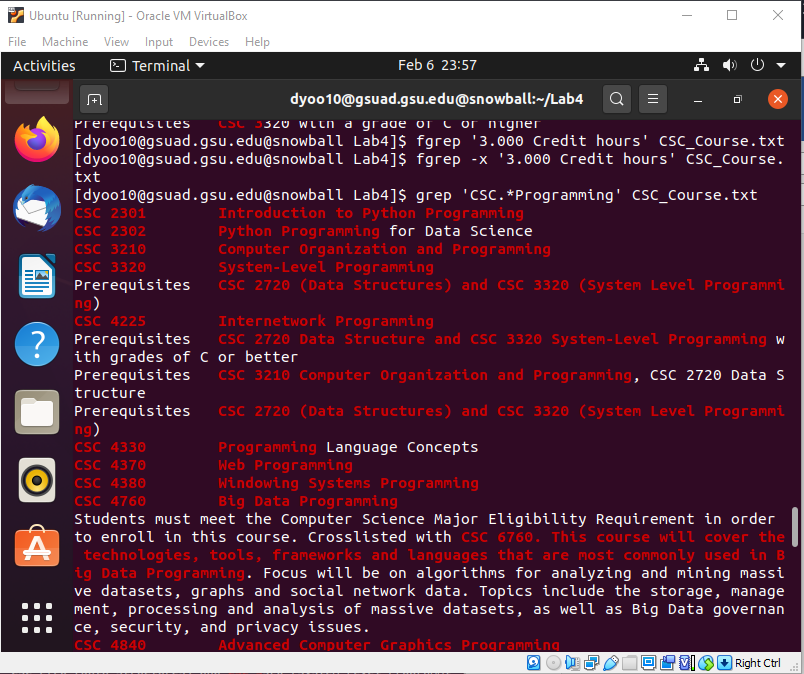 Ubuntu [Running] - Oracle VM VirtualBox
File Machine View Input Devices Help
Activities Terminal Feb 6 23:57
dyoo10@gsuad.gsu.edu@snowball:~/Lab4
Prerequisites   CSC 3320 with a grade of C or higher
[dyoo10@gsuad.gsu.edu@snowball Lab4]$ fgrep '3.000 Credit hours' CSC_Course.txt
[dyoo10@gsuad.gsu.edu@snowball Lab4]$ fgrep -x '3.000 Credit hours' CSC_Course.
txt
[dyoo10@gsuad.gsu.edu@snowball Lab4]$ grep 'CSC.*Programming' CSC_Course.txt
CSC 2301        Introduction to Python Programming
CSC 2302        Python Programming for Data Science
CSC 3210        Computer Organization and Programming
CSC 3320        System-Level Programming
Prerequisites   CSC 2720 (Data Structures) and CSC 3320 (System Level Programmi
ng)
CSC 4225        Internetwork Programming
Prerequisites   CSC 2720 Data Structure and CSC 3320 System-Level Programming w
ith grades of C or better
Prerequisites   CSC 3210 Computer Organization and Programming, CSC 2720 Data S
tructure
Prerequisites   CSC 2720 (Data Structures) and CSC 3320 (System Level Programmi
ng)
CSC 4330        Programming Language Concepts
CSC 4370        Web Programming
CSC 4380        Windowing Systems Programming
CSC 4760        Big Data Programming
Students must meet the Computer Science Major Eligibility Requirement in order
to enroll in this course. Crosslisted with CSC 6760. This course will cover the
 technologies, tools, frameworks and languages that are most commonly used in B
ig Data Programming. Focus will be on algorithms for analyzing and mining massi
ve datasets, graphs and social network data. Topics include the storage, manage
ment, processing and analysis of massive datasets, as well as Big Data governan
ce, security, and privacy issues.
CSC 4840        Advanced Computer Graphics Programming
Right Ctrl